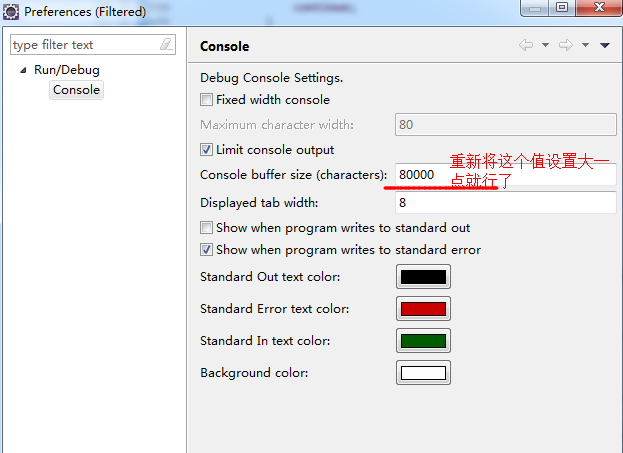 Preferences (Filtered)
type filter text
Run/Debug
Console
Console
Debug Console Settings.
Fixed width console
Maximum character width: 80
Limit console output
Console buffer size (characters): 80000
重新将这个值设置大一
点就行了
Displayed tab width: 8
Show when program writes to standard out
Show when program writes to standard error
Standard Out text color:
Standard Error text color:
Standard In text color:
Background color: